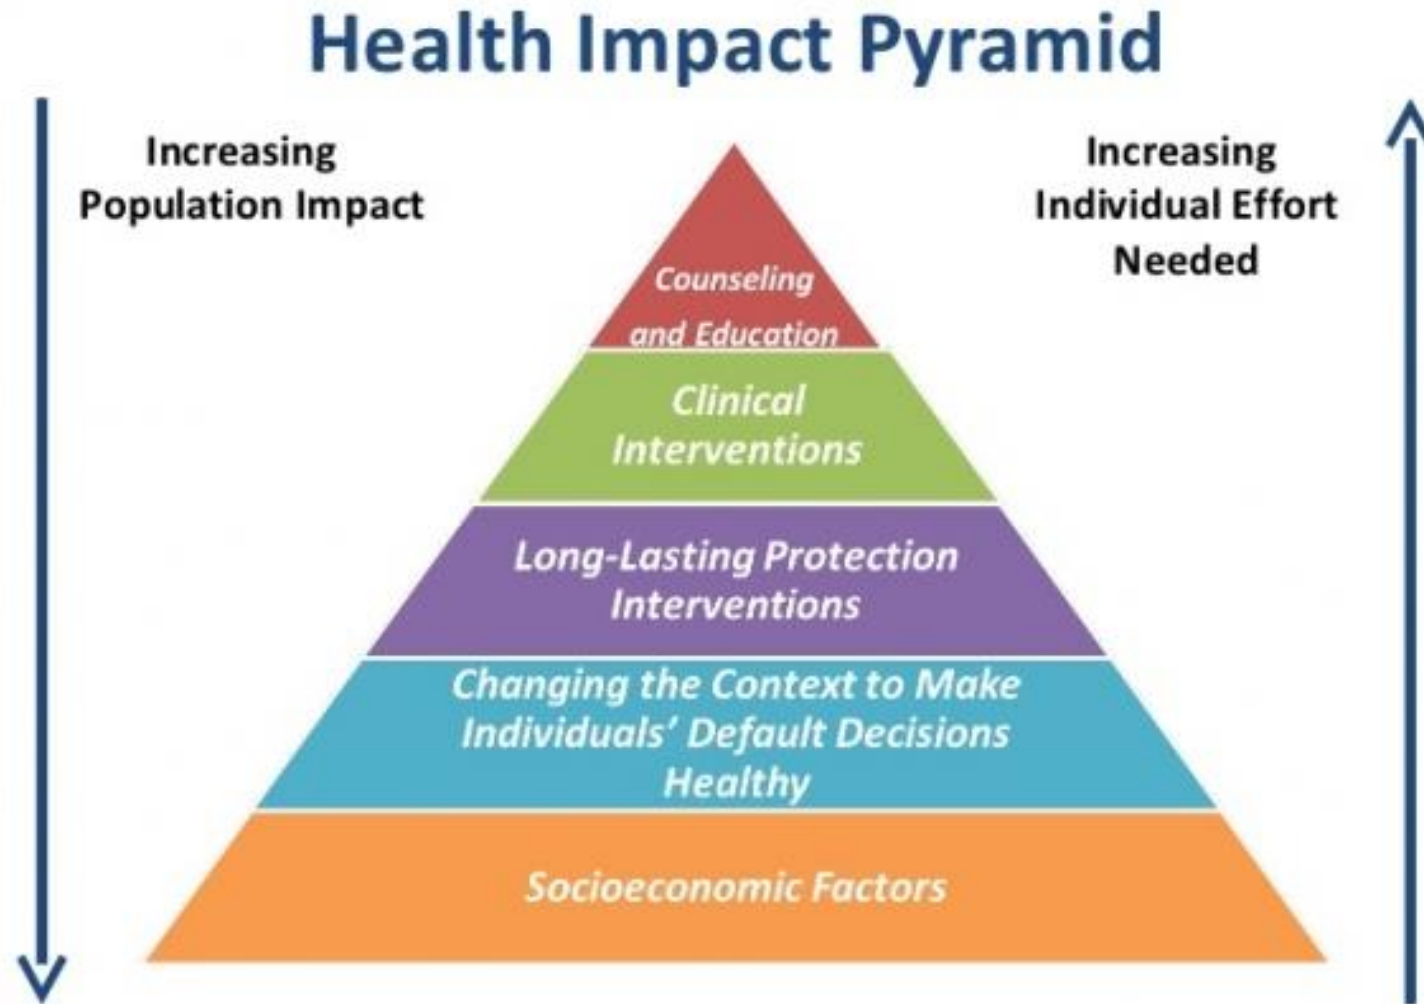 Health Impact Pyramid
Increasing
Population Impact
Increasing
Individual Effort
Needed
Counseling
and Education
Clinical
Interventions
Long-Lasting Protection
Interventions
Changing the Context to Make
Individuals’ Default Decisions
Healthy
Socioeconomic Factors